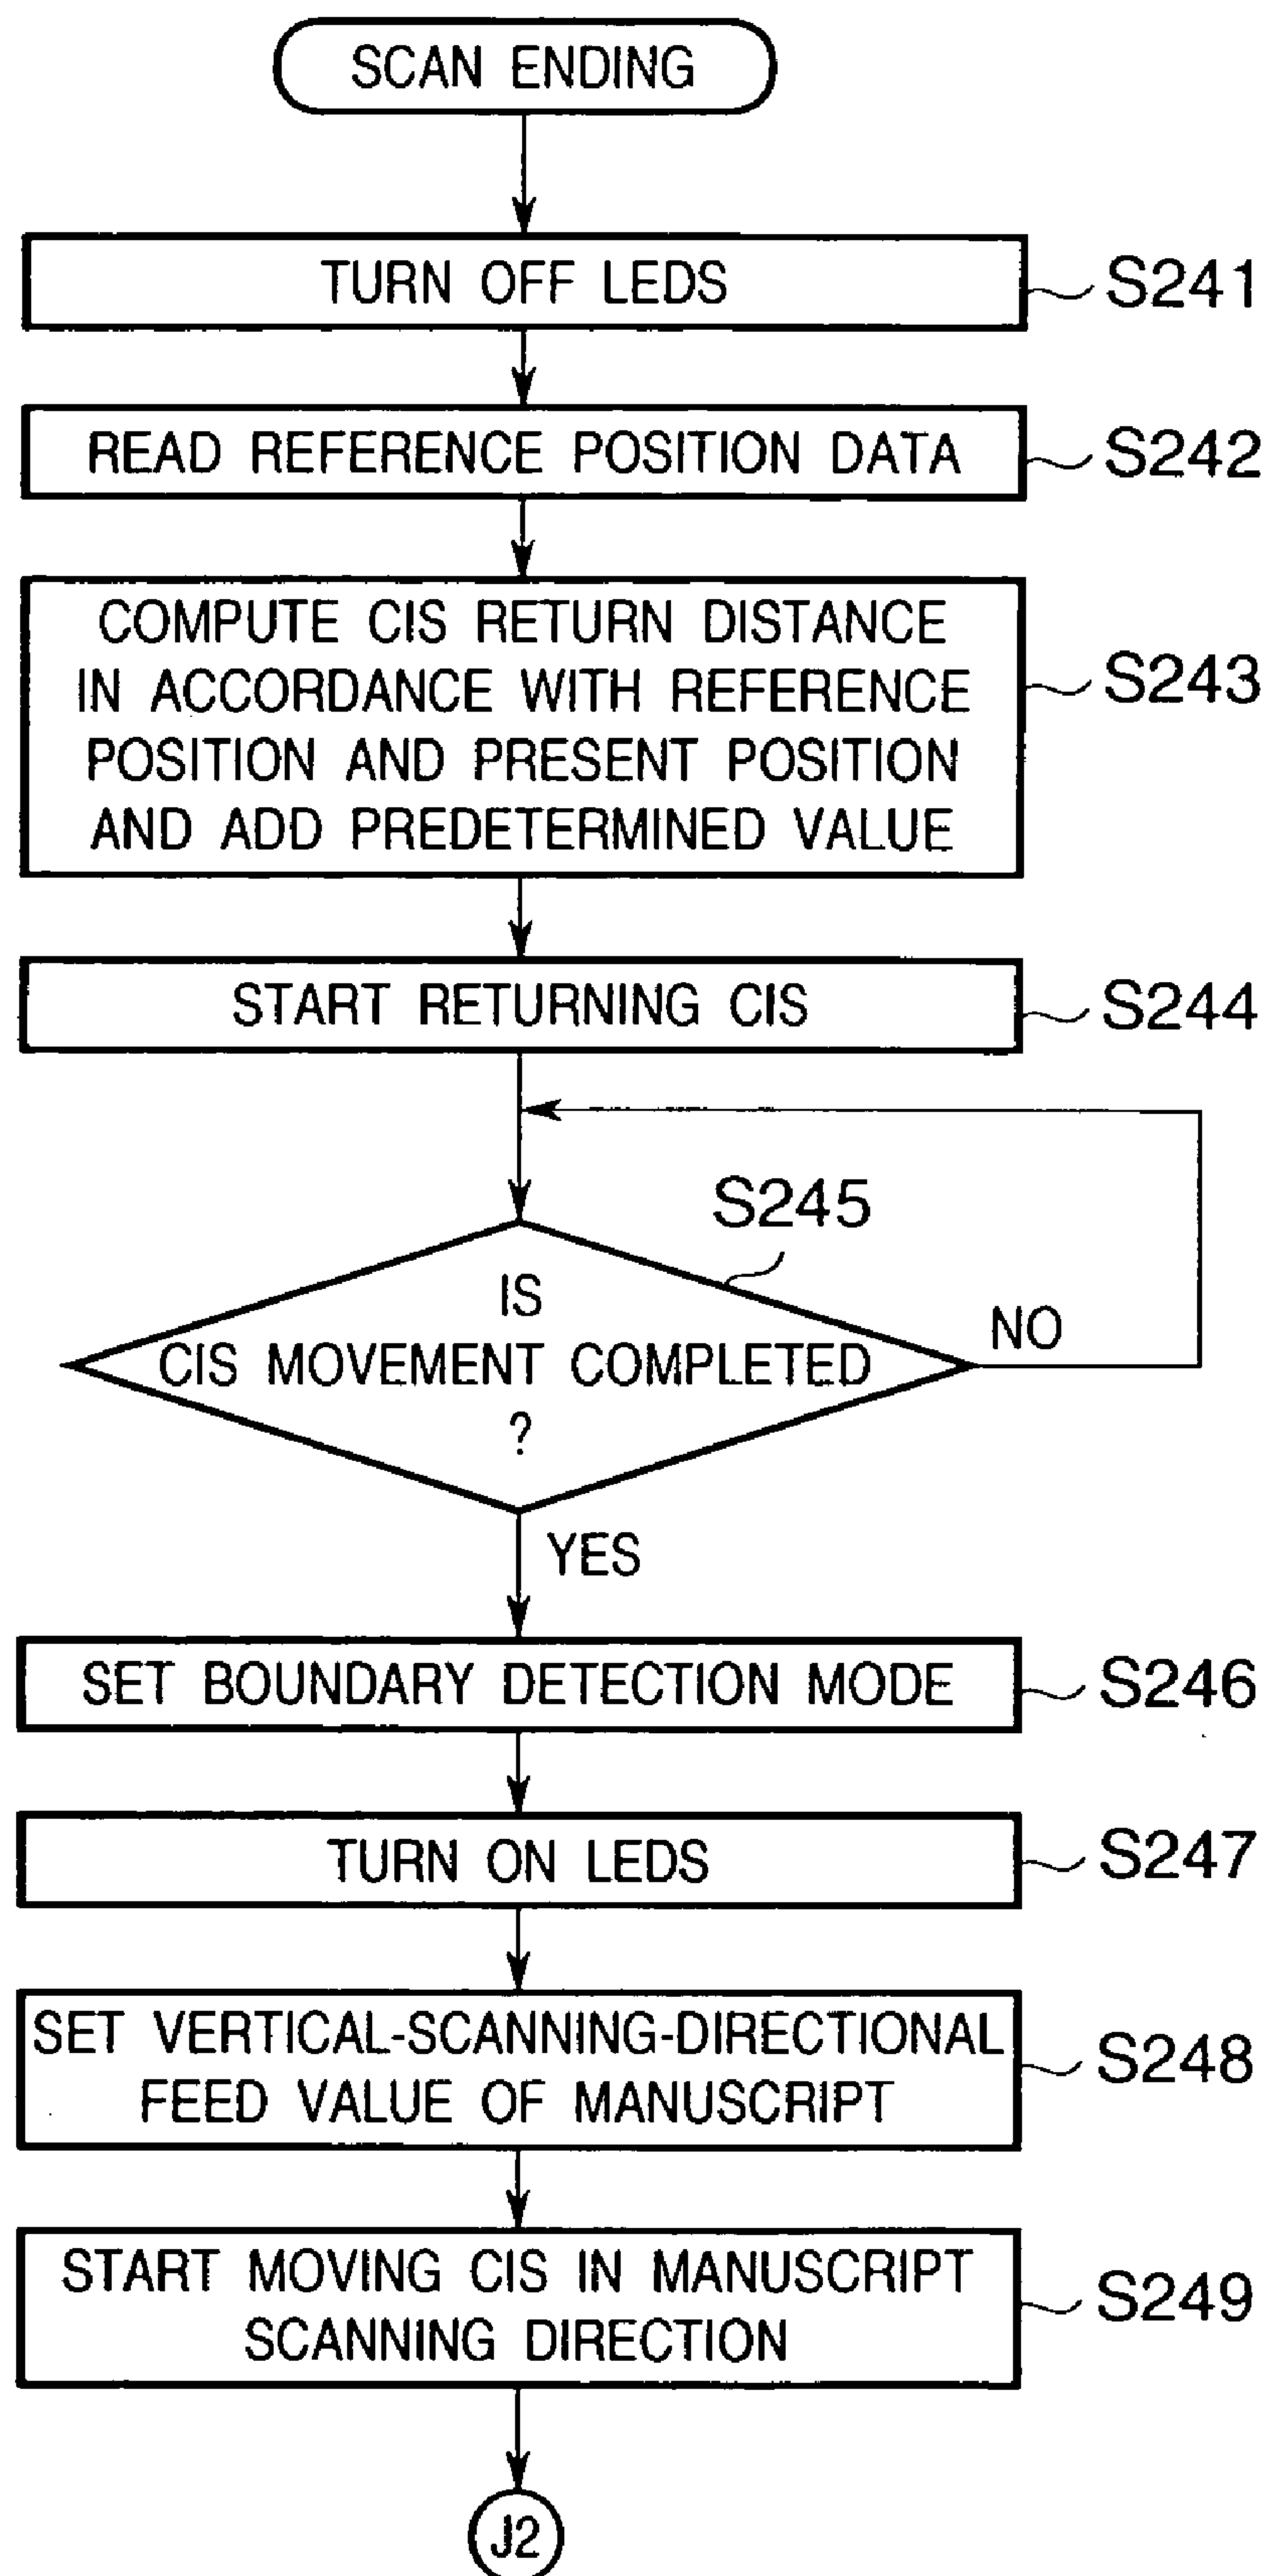 SCAN ENDING
TURN OFF LEDS
S241
READ REFERENCE POSITION DATA
S242
COMPUTE CIS RETURN DISTANCE
IN ACCORDANCE WITH REFERENCE
POSITION AND PRESENT POSITION
AND ADD PREDETERMINED VALUE
S243
START RETURNING CIS
S244
S245
IS
CIS MOVEMENT COMPLETED
?
NO
YES
SET BOUNDARY DETECTION MODE
S246
TURN ON LEDS
S247
SET VERTICAL-SCANNING-DIRECTIONAL
FEED VALUE OF MANUSCRIPT
S248
START MOVING CIS IN MANUSCRIPT
SCANNING DIRECTION
S249
J2